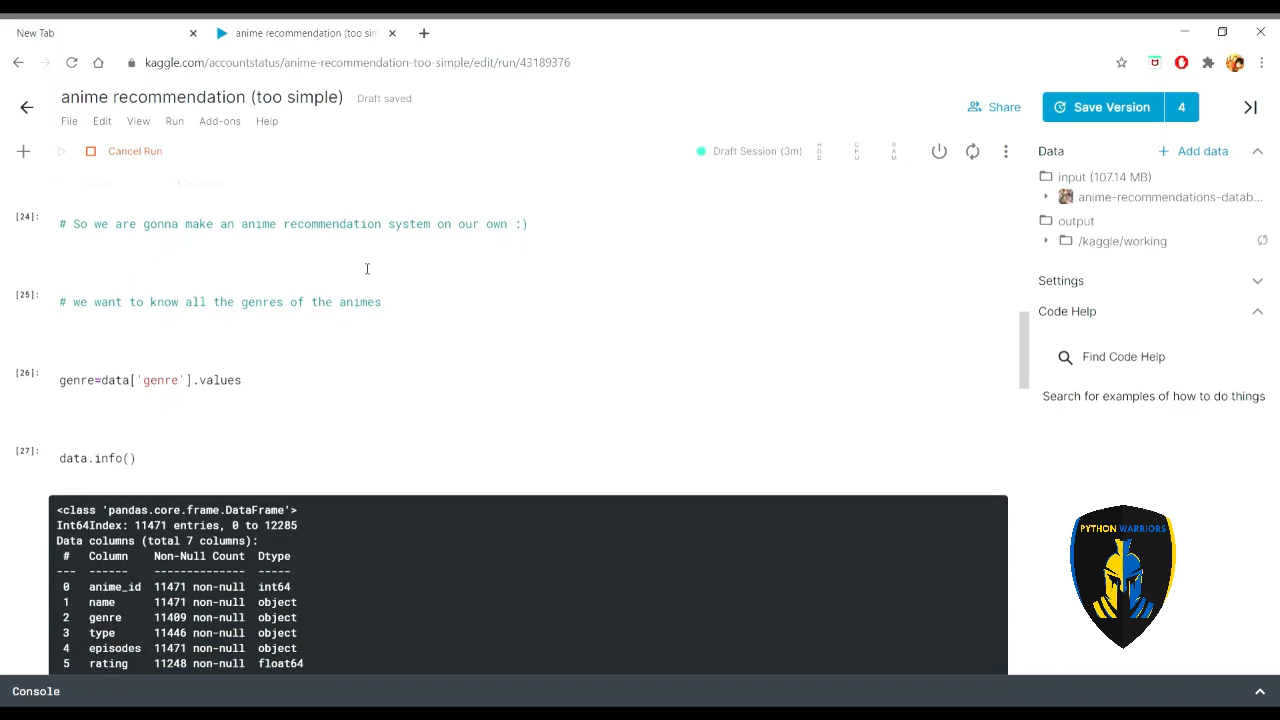 New Tab
anime recommendation (too sim
kaggle.com/accountstatus/anime-recommendation-too-simple/edit/run/43189376
anime recommendation (too simple) Draft saved
File Edit View Run Add-ons Help
Share
Save Version 4
Cancel Run
Draft Session (3m)
HDD CPU RAM
[24]:
# So we are gonna make an anime recommendation system on our own :)
[25]:
# we want to know all the genres of the animes
[26]:
genre=data['genre'].values
[27]:
data.info()
<class 'pandas.core.frame.DataFrame'>
Int64Index: 11471 entries, 0 to 12285
Data columns (total 7 columns):
# Column Non-Null Count Dtype
--- ------ -------------- -----
0 anime_id 11471 non-null int64
1 name 11471 non-null object
2 genre 11409 non-null object
3 type 11446 non-null object
4 episodes 11471 non-null object
5 rating 11248 non-null float64
Data
+ Add data
input (107.14 MB)
anime-recommendations-datab...
output
/kaggle/working
Settings
Code Help
Find Code Help
Search for examples of how to do things
PYTHON WARRIORS
Console